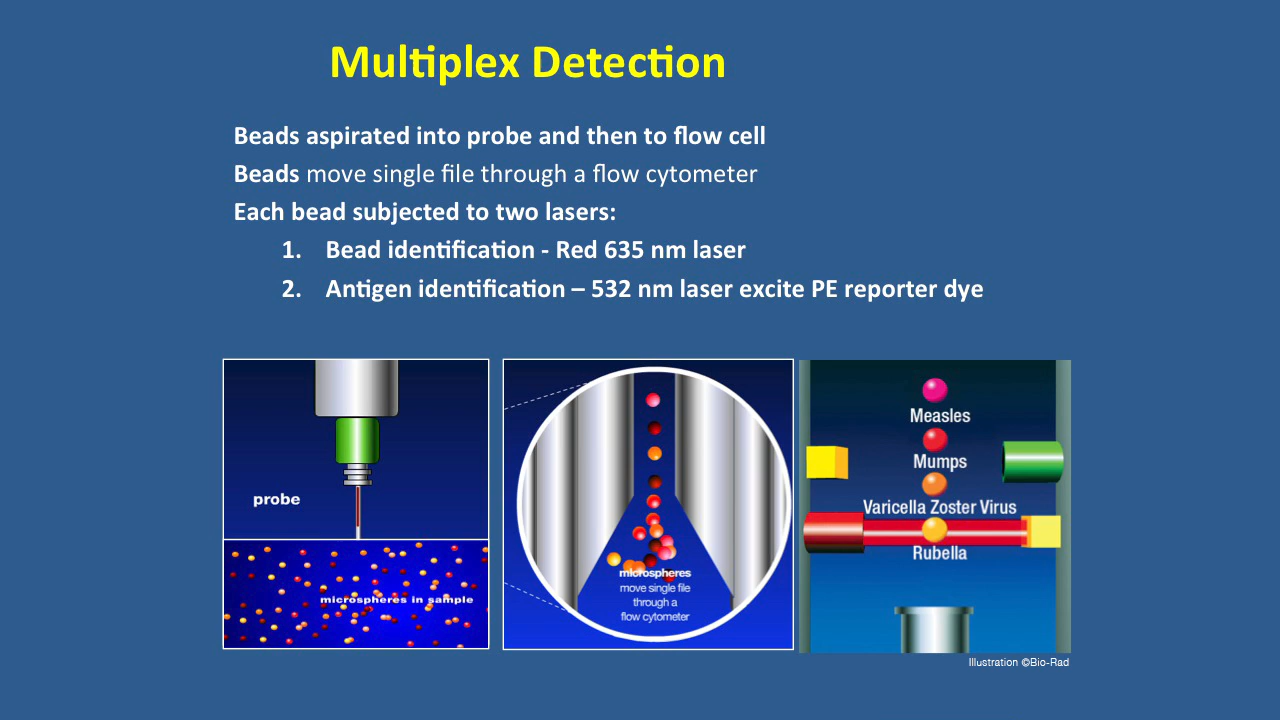 Multiplex Detection
Beads aspirated into probe and then to flow cell
Beads move single file through a flow cytometer
Each bead subjected to two lasers:
1. Bead identification - Red 635 nm laser
2. Antigen identification – 532 nm laser excite PE reporter dye
probe
microspheres in sample
microspheres
move single file
through a
flow cytometer
Measles
Mumps
Varicella Zoster Virus
Rubella
Illustration ©Bio-Rad